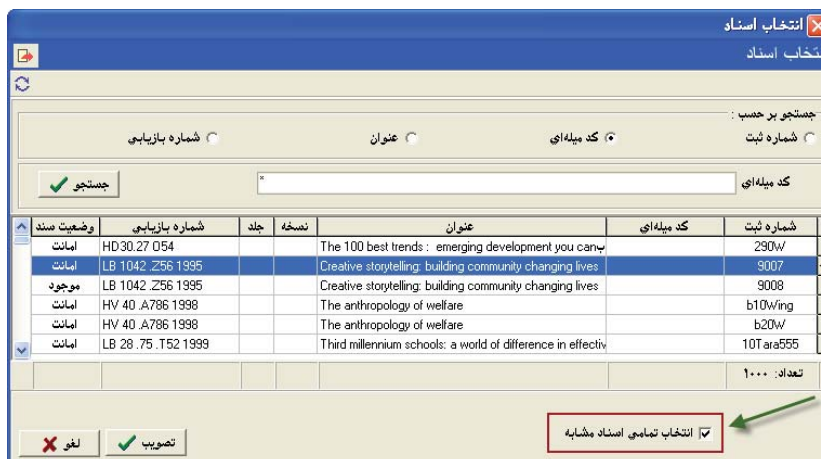 انتخاب اسناد
نتخاب اسناد
جستجو بر حسب :
شماره ثبت کد میله‌ای عنوان شماره بازیابی
کد میله‌ای * جستجو
شماره ثبت کد میله‌ای عنوان نسخه جلد شماره بازیابی وضعیت سند
290W The 100 best trends : emerging development you can HD30.27 O54 امانت
9007 Creative storytelling: building community changing lives LB 1042 .Z56 1995 امانت
9008 Creative storytelling: building community changing lives LB 1042 .Z56 1995 موجود
b10Wing The anthropology of welfare HV 40 .A786 1998 امانت
b20W The anthropology of welfare HV 40 .A786 1998 امانت
10Tara555 Third millennium schools: a world of difference in effectiv LB 28 .75 .T52 1999 امانت
تعداد: ۱۰۰۰
انتخاب تمامی اسناد مشابه
تصویب لغو